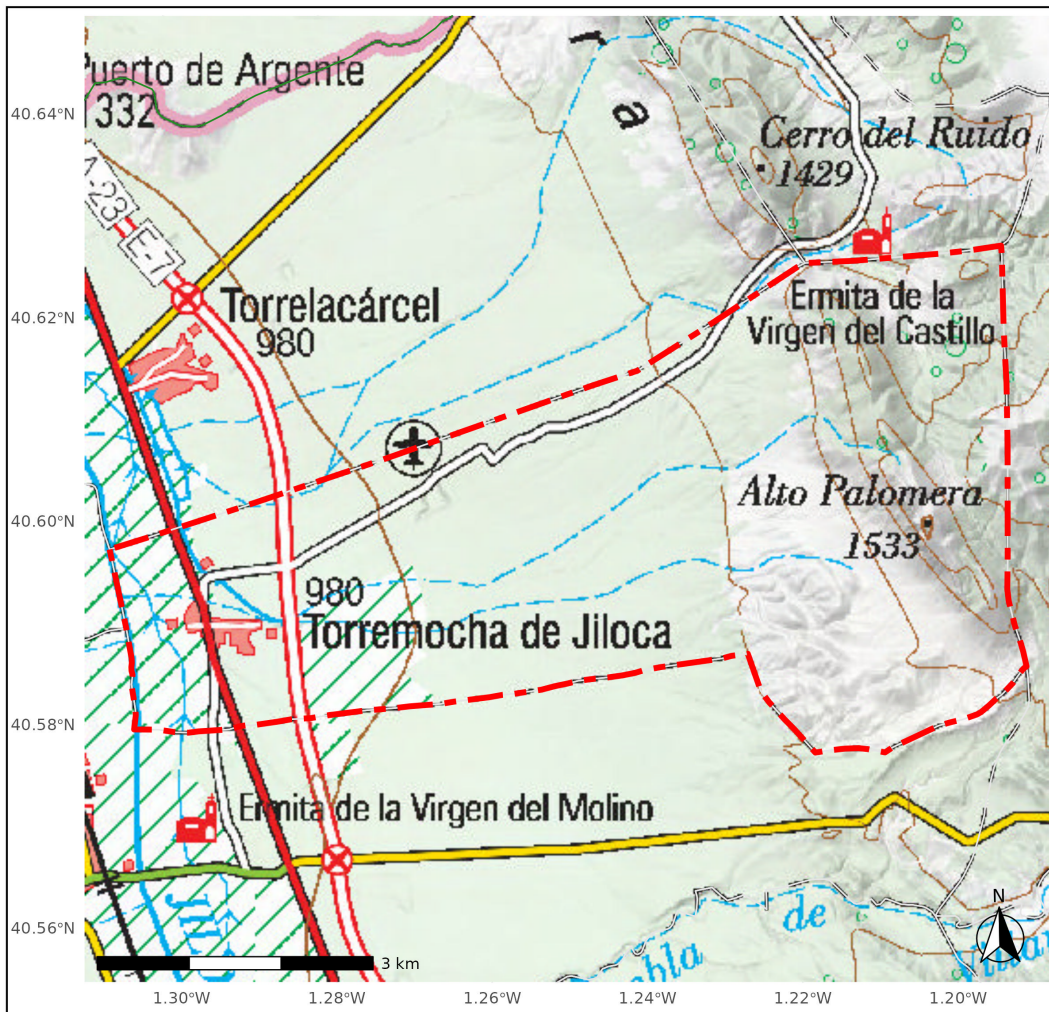 Puerto de Argente
1332
40.64°N
r
a
Cerro del Ruido
1429
A-23
E-7
40.62°N
Torrelacárcel
980
Ermita de la
Virgen del Castillo
40.60°N
Alto Palomera
1533
980
Torremocha de Jiloca
40.58°N
Ermita de la Virgen del Molino
40.56°N
de
N
3 km
1.30°W
1.28°W
1.26°W
1.24°W
1.22°W
1.20°W